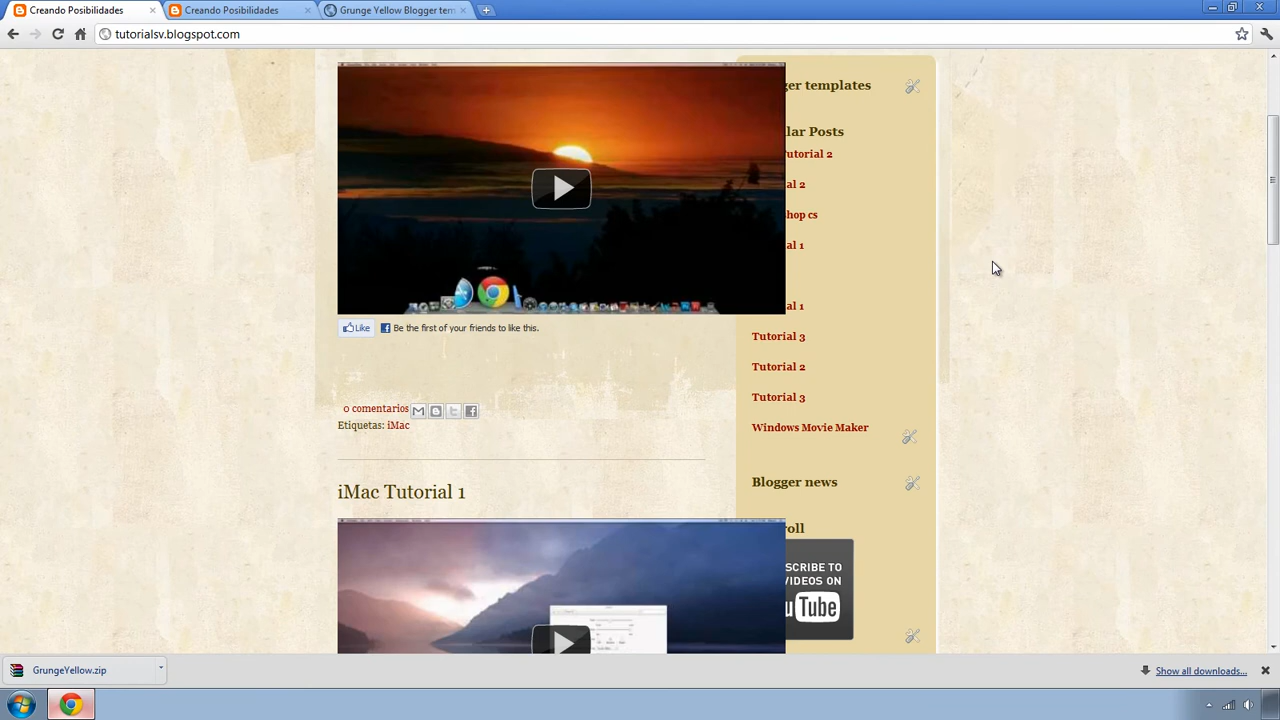 Creando Posibilidades
Creando Posibilidades
Grunge Yellow Blogger tem
tutorialsv.blogspot.com
ger templates
lar Posts
utorial 2
al 2
shop cs
al 1
al 1
Tutorial 3
Tutorial 2
Tutorial 3
Windows Movie Maker
Like
Be the first of your friends to like this.
0 comentarios
Etiquetas: iMac
iMac Tutorial 1
Blogger news
roll
SCRIBE TO
VIDEOS ON
uTube
GrungeYellow.zip
Show all downloads...